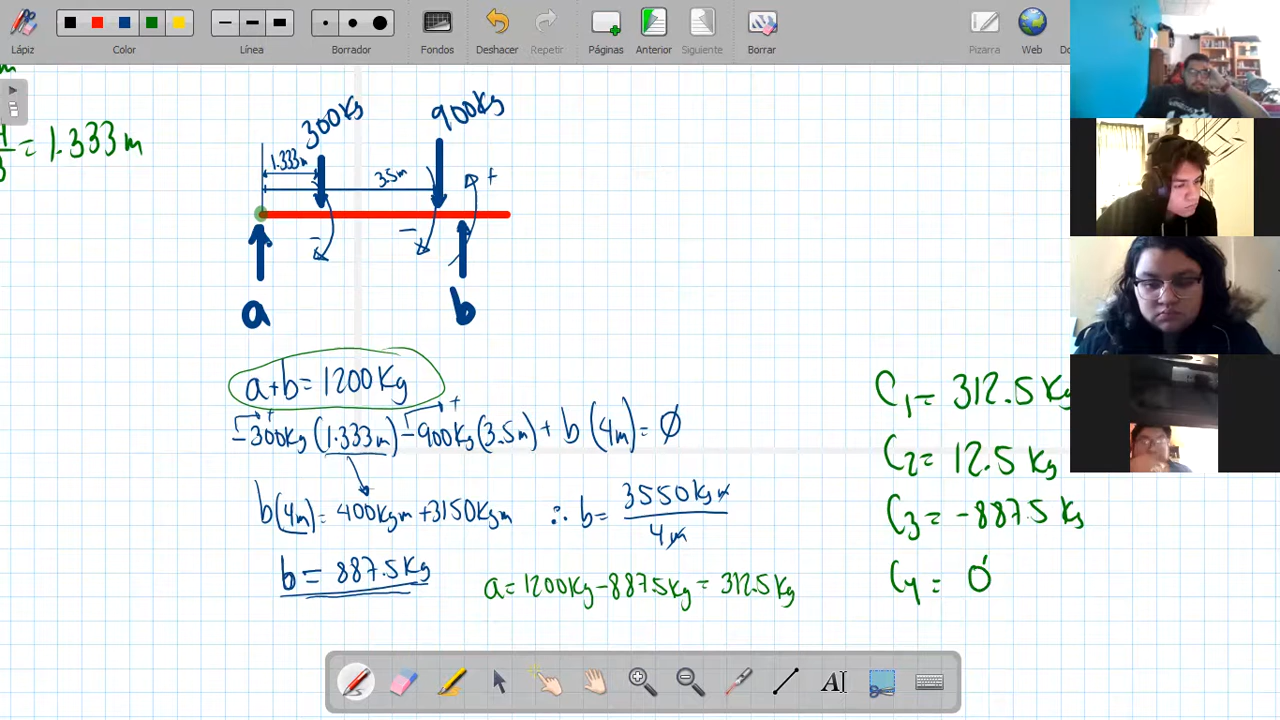 Lápiz
Color
Línea
Borrador
Fondos
Deshacer
Repetir
Páginas
Anterior
Siguiente
Borrar
Pizarra
Web
m
= 1.333 m
300Kg
900Kg
1.333m
3.5m
+
-
-
a
b
a+b= 1200 Kg
+
+
-300Kg (1.333m) -900Kg (3.5m) + b (4m) = Ø
b(4m)= 400Kgm +3150Kgm ∴ b= 3550Kgm
4m
b = 887.5Kg
a= 1200Kg-887.5Kg = 312.5Kg
C1= 312.5 Kg
C2= 12.5 Kg
C3= -887.5 Kg
C4= 0
AI